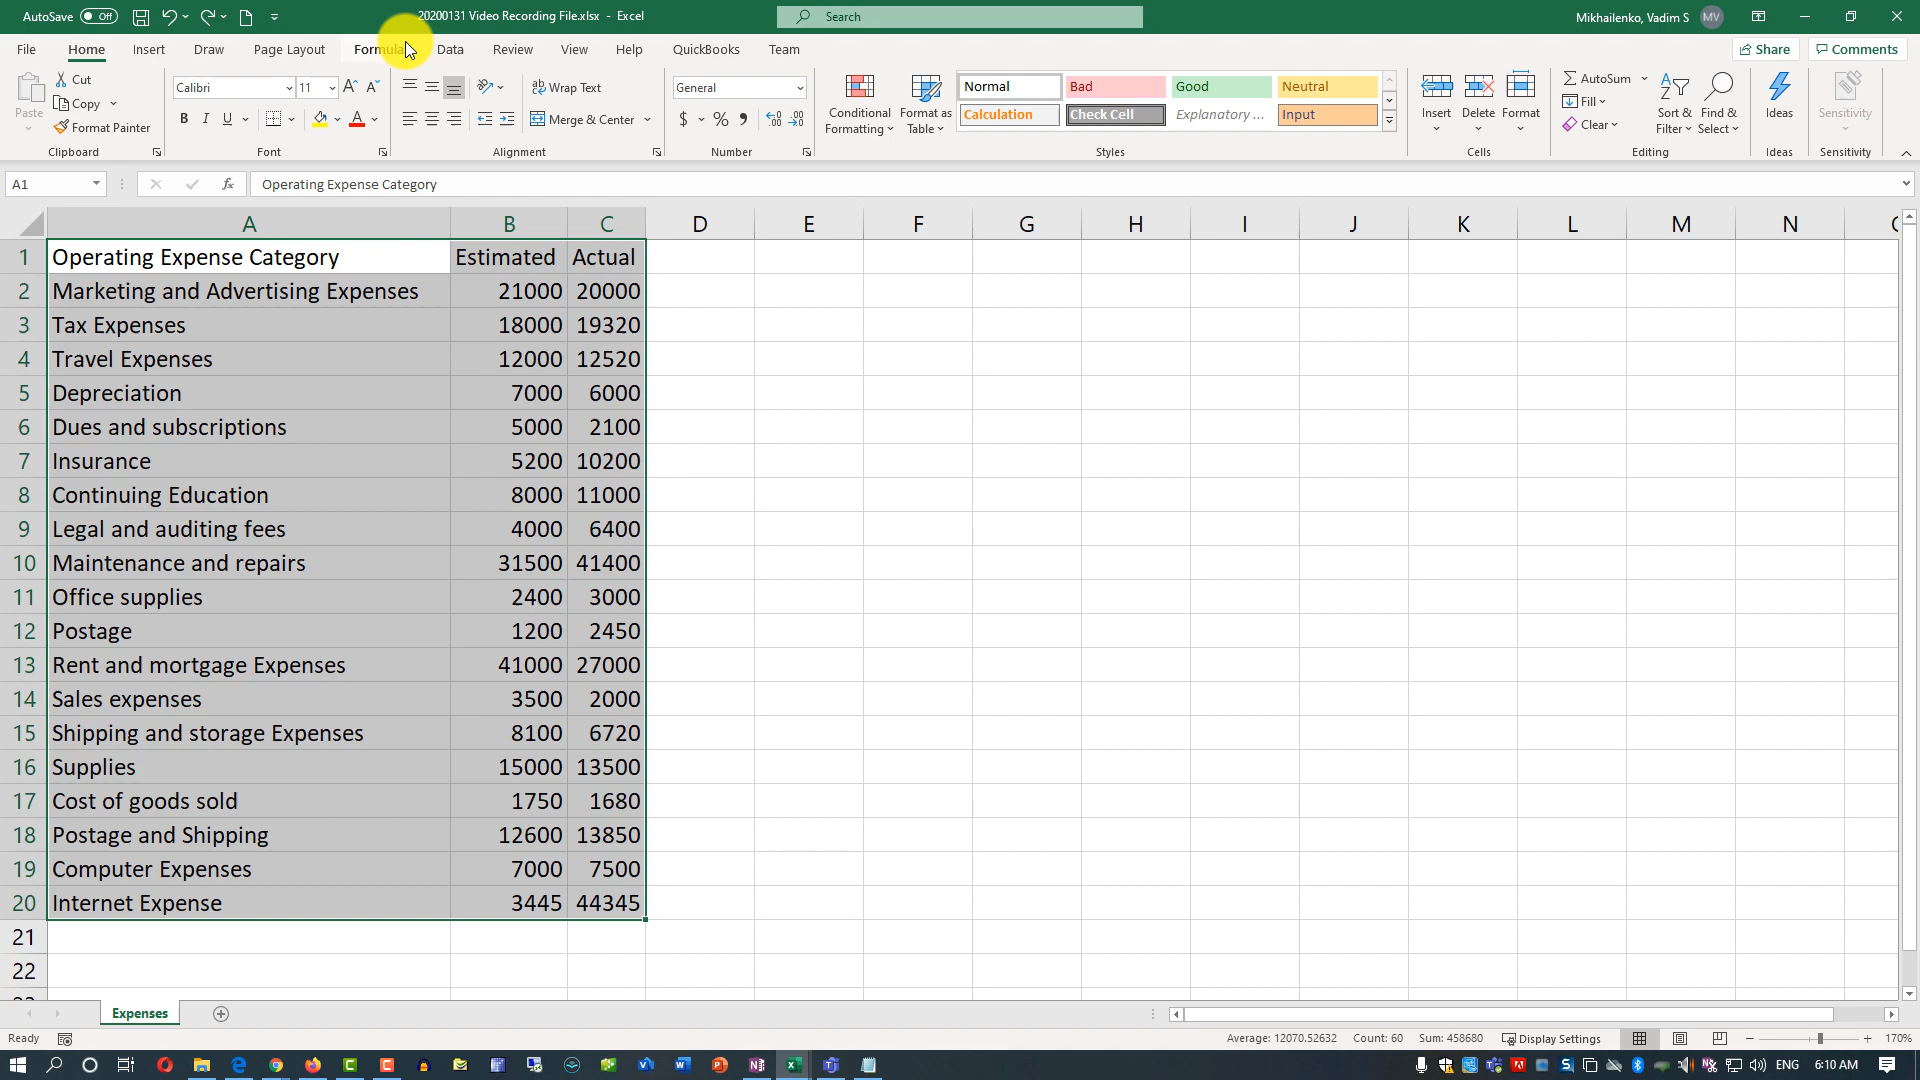 AutoSave Off 20200131 Video Recording File.xlsx - Excel Search Mikhailenko, Vadim S MV
File Home Insert Draw Page Layout Formulas Data Review View Help QuickBooks Team Share Comments
Paste Cut Copy Format Painter Clipboard
Calibri 11 B I U A A A Font
Wrap Text Merge & Center Alignment
General $ % Number
Conditional Formatting Format as Table
Normal Bad Good Neutral
Calculation Check Cell Explanatory ... Input
Styles
Insert Delete Format Cells
AutoSum Fill Clear Sort & Filter Find & Select Editing
Ideas Ideas
Sensitivity Sensitivity
A1 fx Operating Expense Category
A B C D E F G H I J K L M N
1 Operating Expense Category Estimated Actual
2 Marketing and Advertising Expenses 21000 20000
3 Tax Expenses 18000 19320
4 Travel Expenses 12000 12520
5 Depreciation 7000 6000
6 Dues and subscriptions 5000 2100
7 Insurance 5200 10200
8 Continuing Education 8000 11000
9 Legal and auditing fees 4000 6400
10 Maintenance and repairs 31500 41400
11 Office supplies 2400 3000
12 Postage 1200 2450
13 Rent and mortgage Expenses 41000 27000
14 Sales expenses 3500 2000
15 Shipping and storage Expenses 8100 6720
16 Supplies 15000 13500
17 Cost of goods sold 1750 1680
18 Postage and Shipping 12600 13850
19 Computer Expenses 7000 7500
20 Internet Expense 3445 44345
21
22
Expenses
Ready Average: 12070.52632 Count: 60 Sum: 458680 Display Settings 170%
ENG 6:10 AM